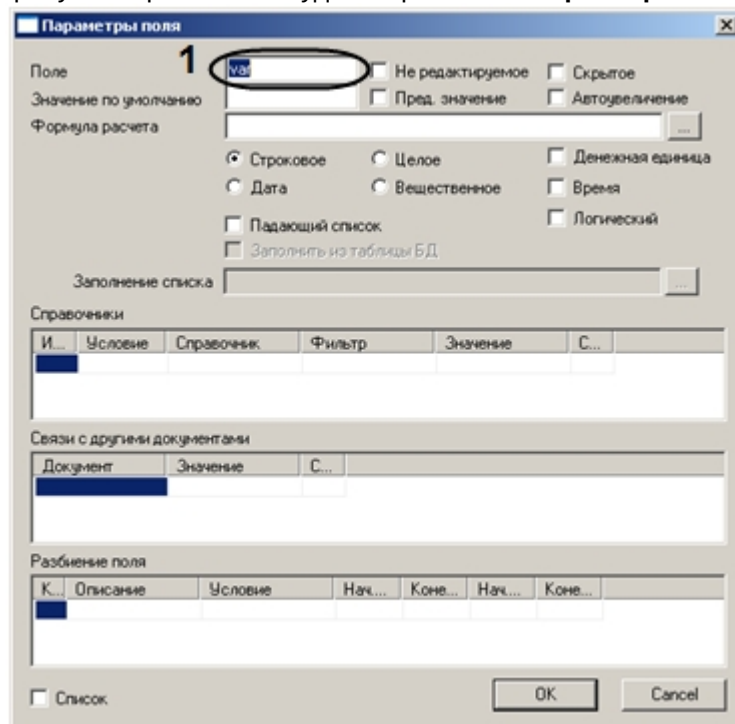 Параметры поля
1
Поле var Не редактируемое Скрытое
Значение по умолчанию Пред. значение Автоувеличение
Формула расчета ...
Строковое Целое Денежная единица
Дата Вещественное Время
Падающий список Логический
Заполнить из таблицы БД
Заполнение списка ...
Справочники
И... Условие Справочник Фильтр Значение С...
Связи с другими документами
Документ Значение С...
Разбиение поля
К... Описание Условие Нач.... Коне... Нач.... Коне...
Список OK Cancel